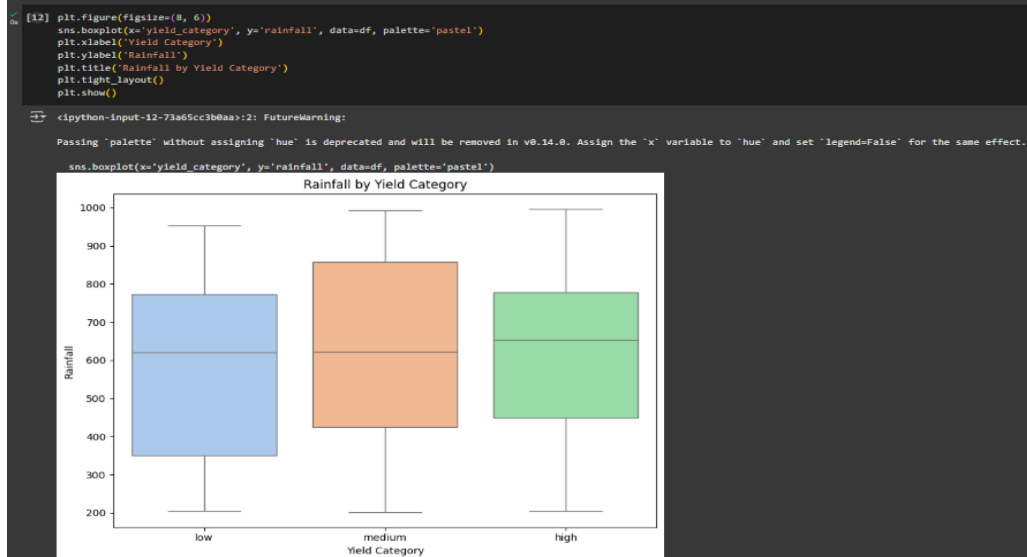 [12] plt.figure(figsize=(8, 6))
0s
sns.boxplot(x='yield_category', y='rainfall', data=df, palette='pastel')
plt.xlabel('Yield Category')
plt.ylabel('Rainfall')
plt.title('Rainfall by Yield Category')
plt.tight_layout()
plt.show()
<ipython-input-12-73a65cc3b0aa>:2: FutureWarning:
Passing `palette` without assigning `hue` is deprecated and will be removed in v0.14.0. Assign the `x` variable to `hue` and set `legend=False` for the same effect.
sns.boxplot(x='yield_category', y='rainfall', data=df, palette='pastel')
Rainfall by Yield Category
1000
900
800
700
600
500
400
300
200
Rainfall
low medium high
Yield Category